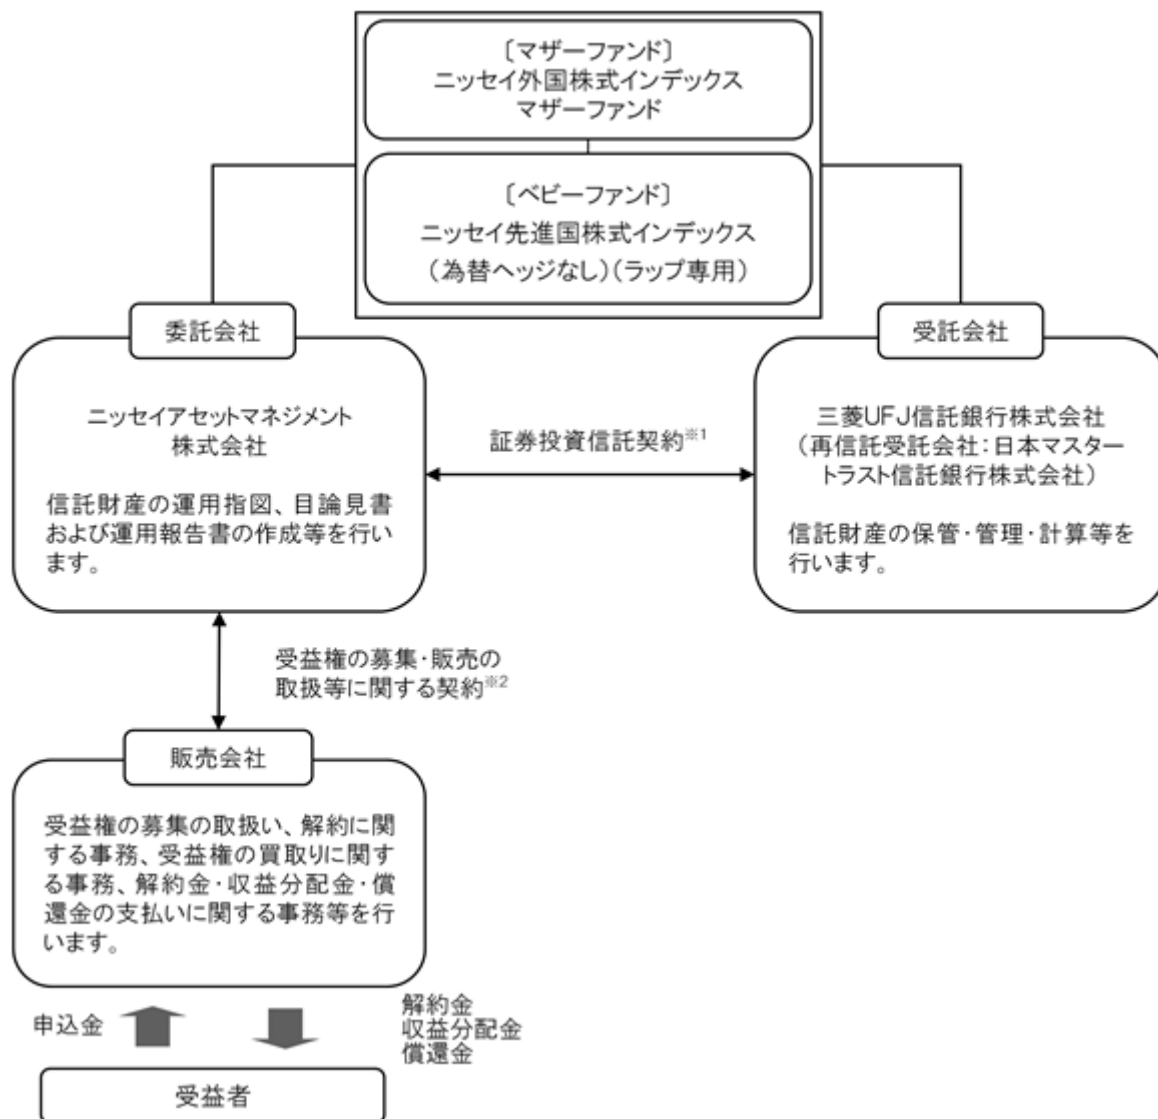 〔マザーファンド〕
ニッセイ外国株式インデックス
マザーファンド
〔ベビーファンド〕
ニッセイ先進国株式インデックス
（為替ヘッジなし）（ラップ専用）
委託会社
ニッセイアセットマネジメント
株式会社
信託財産の運用指図、目論見書
および運用報告書の作成等を行い
ます。
証券投資信託契約※1
受託会社
三菱UFJ信託銀行株式会社
（再信託受託会社：日本マスター
トラスト信託銀行株式会社）
信託財産の保管・管理・計算等を
行います。
受益権の募集・販売の
取扱等に関する契約※2
販売会社
受益権の募集の取扱い、解約に関
する事務、受益権の買取りに関す
る事務、解約金・収益分配金・償
還金の支払いに関する事務等を行
います。
申込金
解約金
収益分配金
償還金
受益者